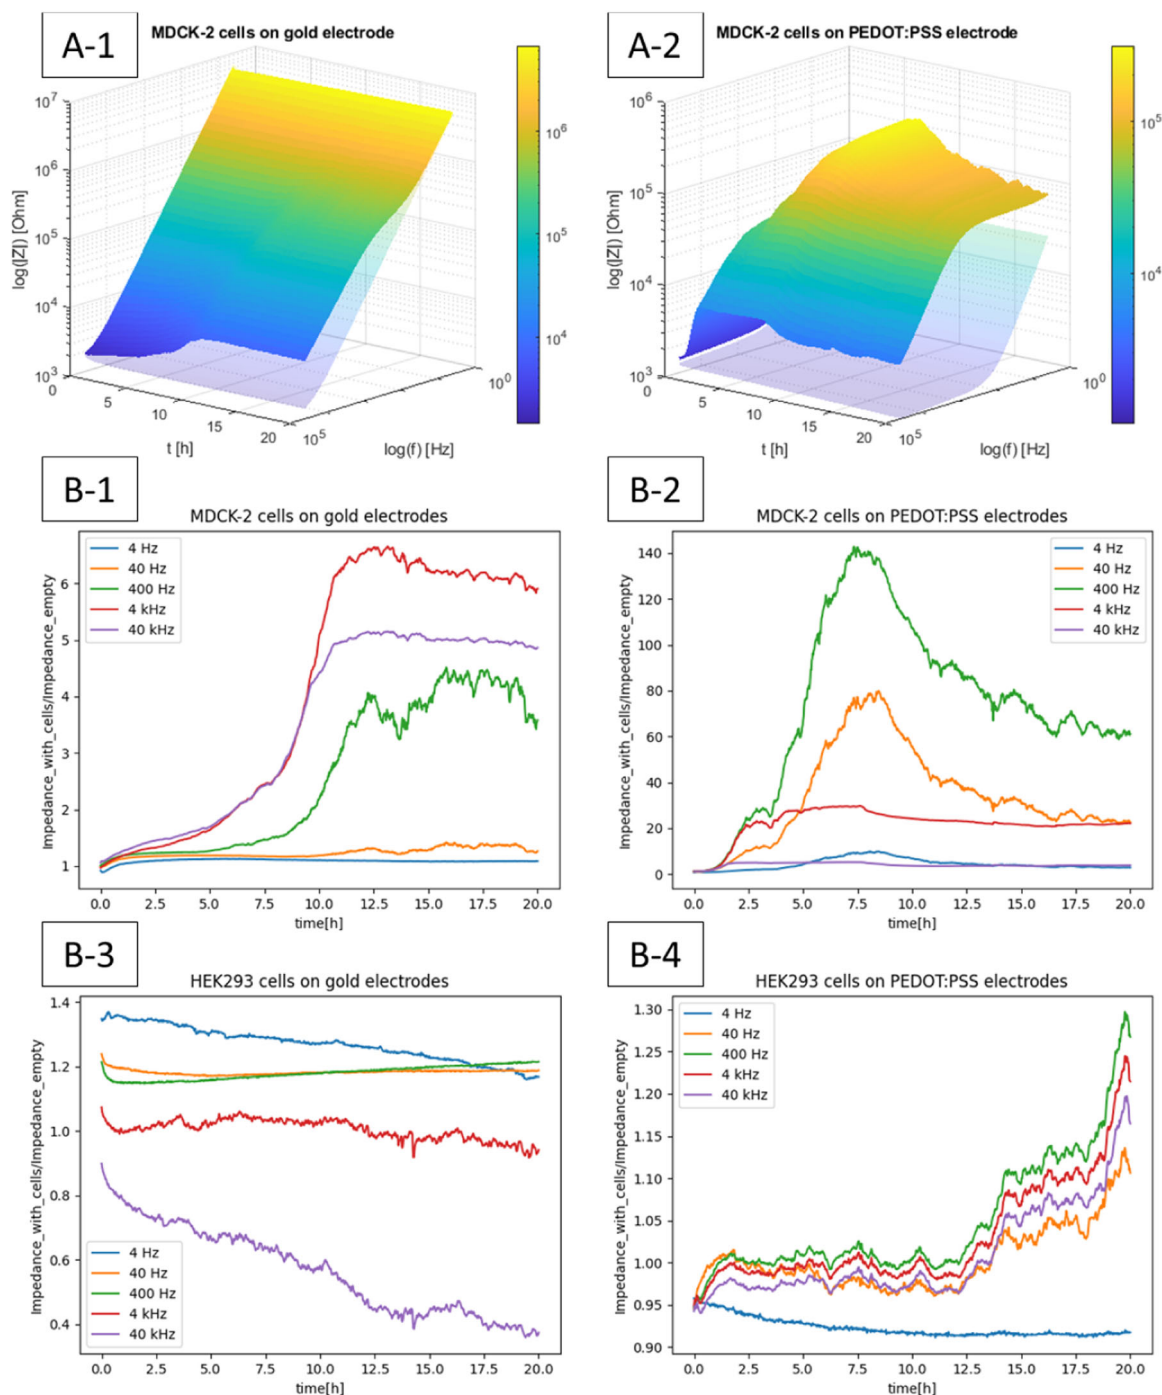 A-1
MDCK-2 cells on gold electrode
10^7
10^6
10^5
10^4
10^3
log(|Z|) [Ohm]
0
5
10
15
20
t [h]
10^5
10^0
log(f) [Hz]
10^6
10^5
10^4
A-2
MDCK-2 cells on PEDOT:PSS electrode
10^6
10^5
10^4
10^3
log(|Z|) [Ohm]
0
5
10
15
20
t [h]
10^5
10^0
log(f) [Hz]
10^5
10^4
B-1
MDCK-2 cells on gold electrodes
4 Hz
40 Hz
400 Hz
4 kHz
40 kHz
Impedance_with_cells/Impedance_empty
6
5
4
3
2
1
0.0 2.5 5.0 7.5 10.0 12.5 15.0 17.5 20.0
time[h]
B-2
MDCK-2 cells on PEDOT:PSS electrodes
4 Hz
40 Hz
400 Hz
4 kHz
40 kHz
Impedance_with_cells/Impedance_empty
140
120
100
80
60
40
20
0
0.0 2.5 5.0 7.5 10.0 12.5 15.0 17.5 20.0
time[h]
B-3
HEK293 cells on gold electrodes
Impedance_with_cells/Impedance_empty
1.4
1.2
1.0
0.8
0.6
0.4
4 Hz
40 Hz
400 Hz
4 kHz
40 kHz
0.0 2.5 5.0 7.5 10.0 12.5 15.0 17.5 20.0
time[h]
B-4
HEK293 cells on PEDOT:PSS electrodes
4 Hz
40 Hz
400 Hz
4 kHz
40 kHz
Impedance_with_cells/Impedance_empty
1.30
1.25
1.20
1.15
1.10
1.05
1.00
0.95
0.90
0.0 2.5 5.0 7.5 10.0 12.5 15.0 17.5 20.0
time[h]